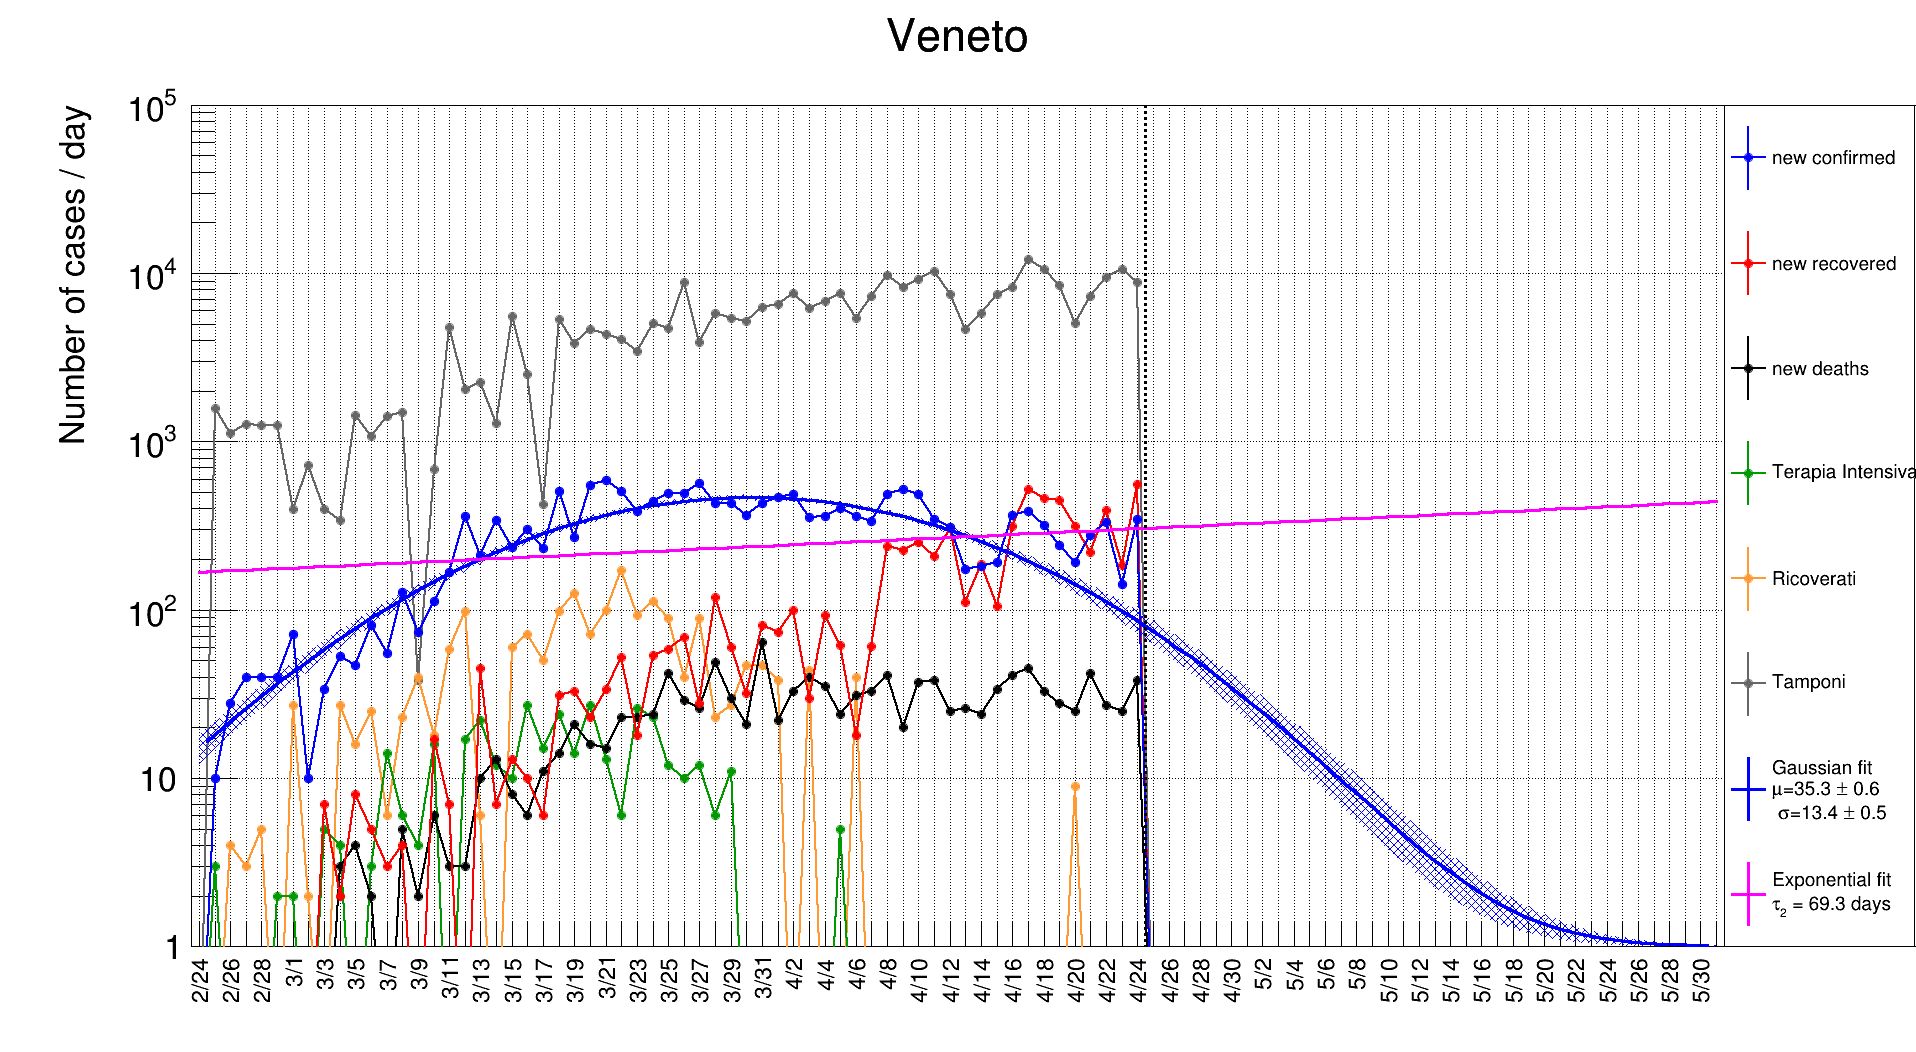 Veneto
Number of cases / day
10^5
10^4
10^3
10^2
10
1
2/24 2/26 2/28 3/1 3/3 3/5 3/7 3/9 3/11 3/13 3/15 3/17 3/19 3/21 3/23 3/25 3/27 3/29 3/31 4/2 4/4 4/6 4/8 4/10 4/12 4/14 4/16 4/18 4/20 4/22 4/24 4/26 4/28 4/30 5/2 5/4 5/6 5/8 5/10 5/12 5/14 5/16 5/18 5/20 5/22 5/24 5/26 5/28 5/30
new confirmed
new recovered
new deaths
Terapia Intensiva
Ricoverati
Tamponi
Gaussian fit
μ=35.3 ± 0.6
σ=13.4 ± 0.5
Exponential fit
τ_2 = 69.3 days